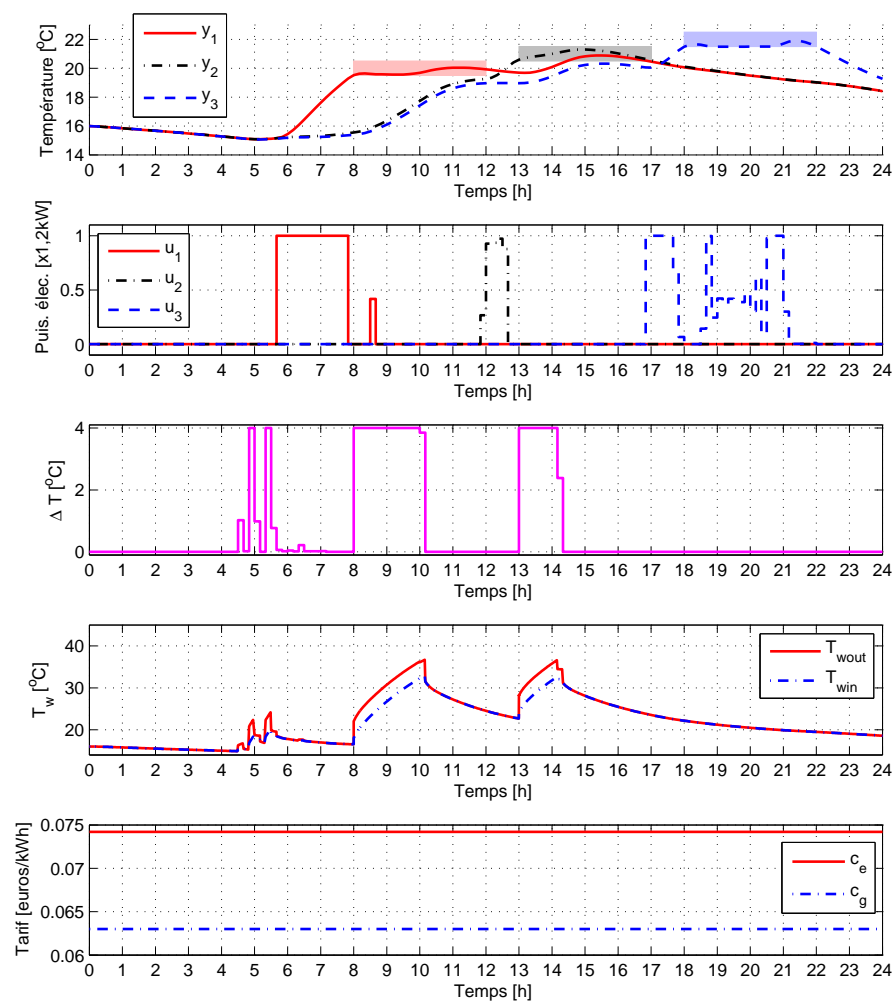 22
20
18
16
14
Température [°C]
y1
y2
y3
0 1 2 3 4 5 6 7 8 9 10 11 12 13 14 15 16 17 18 19 20 21 22 23 24
Temps [h]
1
0.5
0
Puis. élec. [x1,2kW]
u1
u2
u3
0 1 2 3 4 5 6 7 8 9 10 11 12 13 14 15 16 17 18 19 20 21 22 23 24
Temps [h]
4
2
0
Δ T [°C]
0 1 2 3 4 5 6 7 8 9 10 11 12 13 14 15 16 17 18 19 20 21 22 23 24
Temps [h]
40
30
20
Tw [°C]
Twout
Twin
0 1 2 3 4 5 6 7 8 9 10 11 12 13 14 15 16 17 18 19 20 21 22 23 24
Temps [h]
0.075
0.07
0.065
0.06
Tarif [euros/kWh]
ce
cg
0 1 2 3 4 5 6 7 8 9 10 11 12 13 14 15 16 17 18 19 20 21 22 23 24
Temps [h]